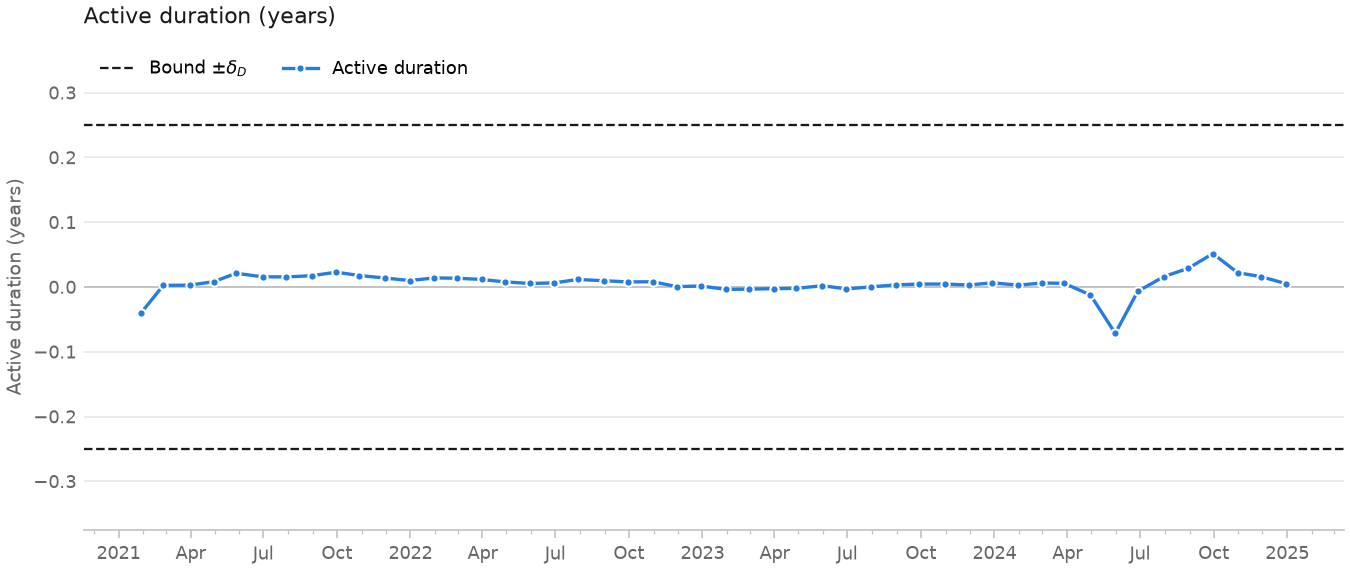 Active duration (years)
Bound ±δ_D
Active duration
Active duration (years)
0.3
0.2
0.1
0.0
−0.1
−0.2
−0.3
2021 Apr Jul Oct 2022 Apr Jul Oct 2023 Apr Jul Oct 2024 Apr Jul Oct 2025